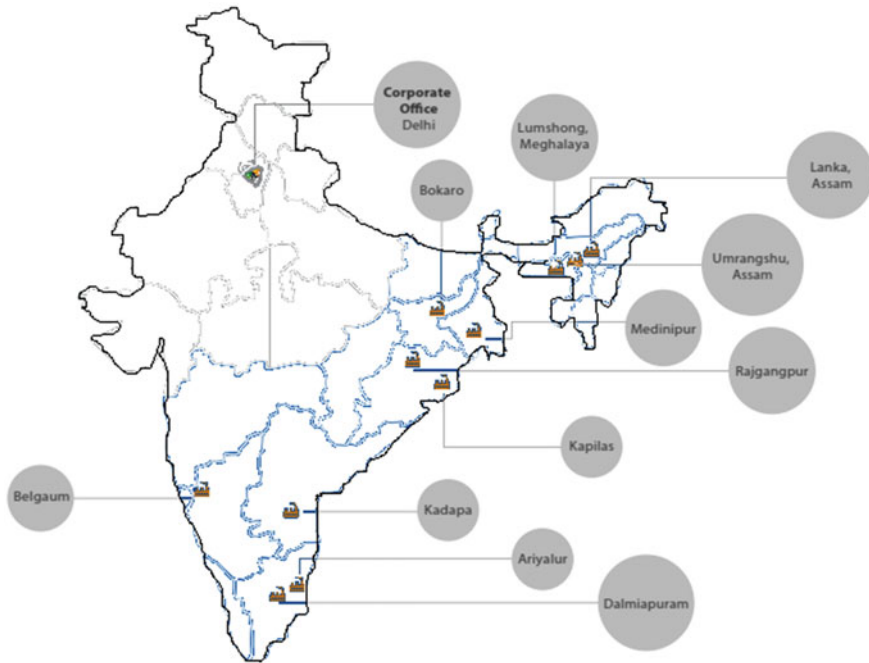 Corporate
Office
Delhi
Lumshong,
Meghalaya
Lanka,
Assam
Bokaro
Umrangshu,
Assam
Medinipur
Rajgangpur
Kapilas
Belgaum
Kadapa
Ariyalur
Dalmiapuram